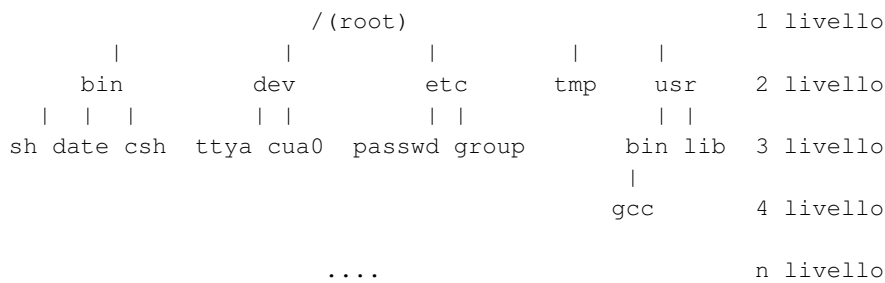 /(root) 1 livello
| | | | |
bin dev etc tmp usr 2 livello
| | | | | | | | |
sh date csh ttya cua0 passwd group bin lib 3 livello
|
gcc 4 livello
.... n livello